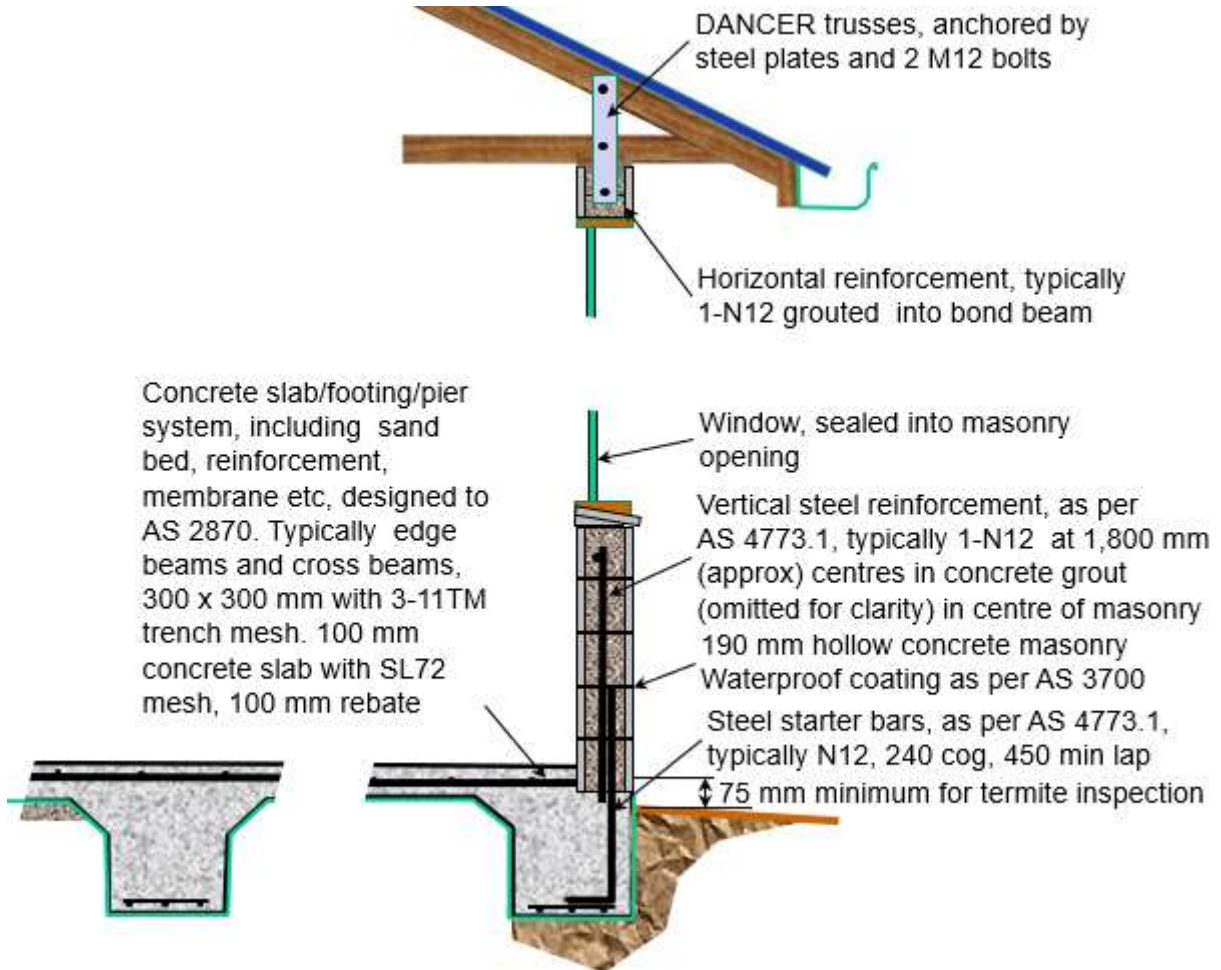 DANCER trusses, anchored by
steel plates and 2 M12 bolts
Horizontal reinforcement, typically
1-N12 grouted into bond beam
Concrete slab/footing/pier
system, including sand
bed, reinforcement,
membrane etc, designed to
AS 2870. Typically edge
beams and cross beams,
300 x 300 mm with 3-11TM
trench mesh. 100 mm
concrete slab with SL72
mesh, 100 mm rebate
Window, sealed into masonry
opening
Vertical steel reinforcement, as per
AS 4773.1, typically 1-N12 at 1,800 mm
(approx) centres in concrete grout
(omitted for clarity) in centre of masonry
190 mm hollow concrete masonry
Waterproof coating as per AS 3700
Steel starter bars, as per AS 4773.1,
typically N12, 240 cog, 450 min lap
75 mm minimum for termite inspection